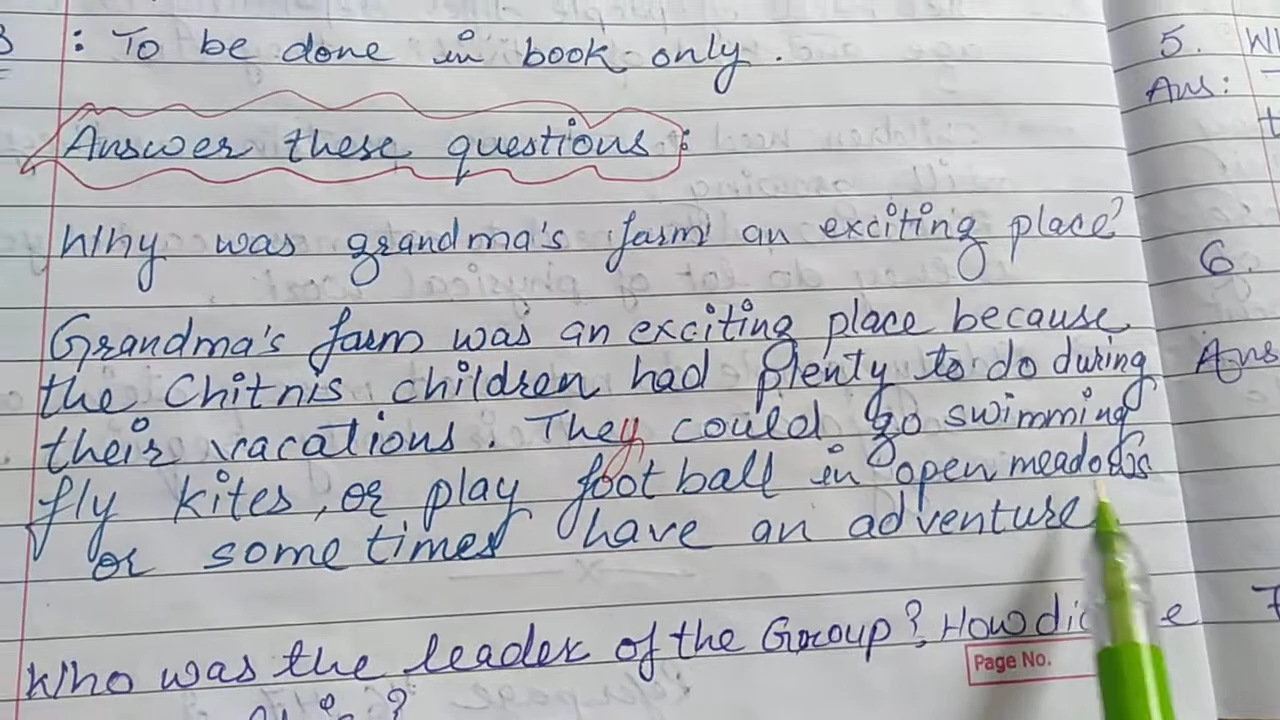 : To be done in book only.
Answer these questions :
Why was grandma's farm an exciting place?
Grandma's farm was an exciting place because
the Chitnis children had plenty to do during
their vacations. They could go swimming
fly kites, or play football in open meadows
or sometimes have an adventure
Who was the leader of the Group? How
Page No.
5.
Ans:
6.
Ans
7